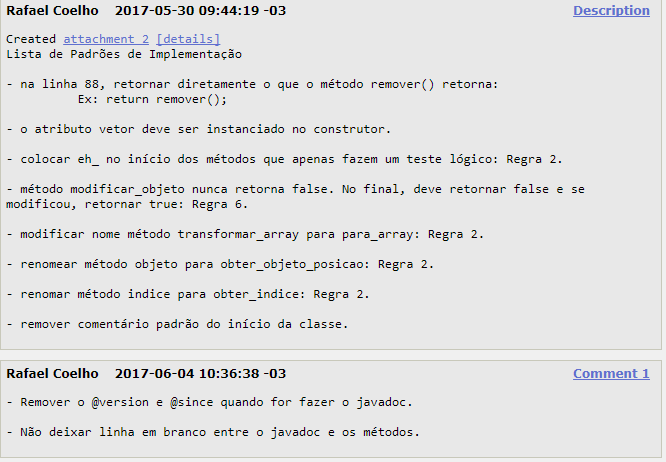 Rafael Coelho 2017-05-30 09:44:19 -03 Description
Created attachment 2 [details]
Lista de Padrões de Implementação
- na linha 88, retornar diretamente o que o método remover() retorna:
Ex: return remover();
- o atributo vetor deve ser instanciado no construtor.
- colocar eh_ no início dos métodos que apenas fazem um teste lógico: Regra 2.
- método modificar_objeto nunca retorna false. No final, deve retornar false e se
modificou, retornar true: Regra 6.
- modificar nome método transformar_array para para_array: Regra 2.
- renomear método objeto para obter_objeto_posicao: Regra 2.
- renomar método indice para obter_indice: Regra 2.
- remover comentário padrão do início da classe.
Rafael Coelho 2017-06-04 10:36:38 -03 Comment 1
- Remover o @version e @since quando for fazer o javadoc.
- Não deixar linha em branco entre o javadoc e os métodos.